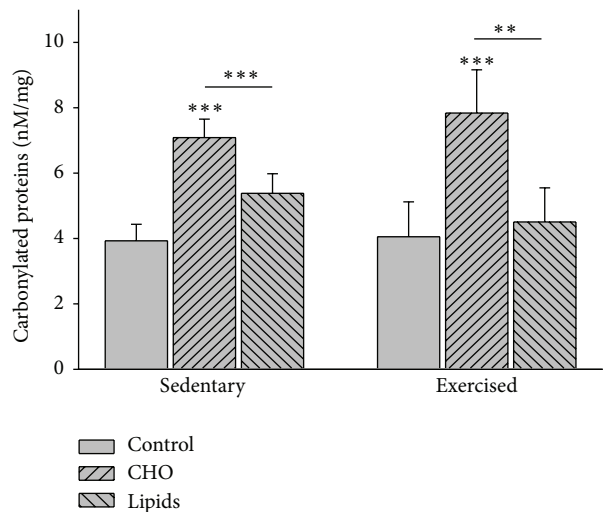 Carbonylated proteins (nM/mg)
10
8
6
4
2
0
***
***
**
***
Sedentary
Exercised
Control
CHO
Lipids